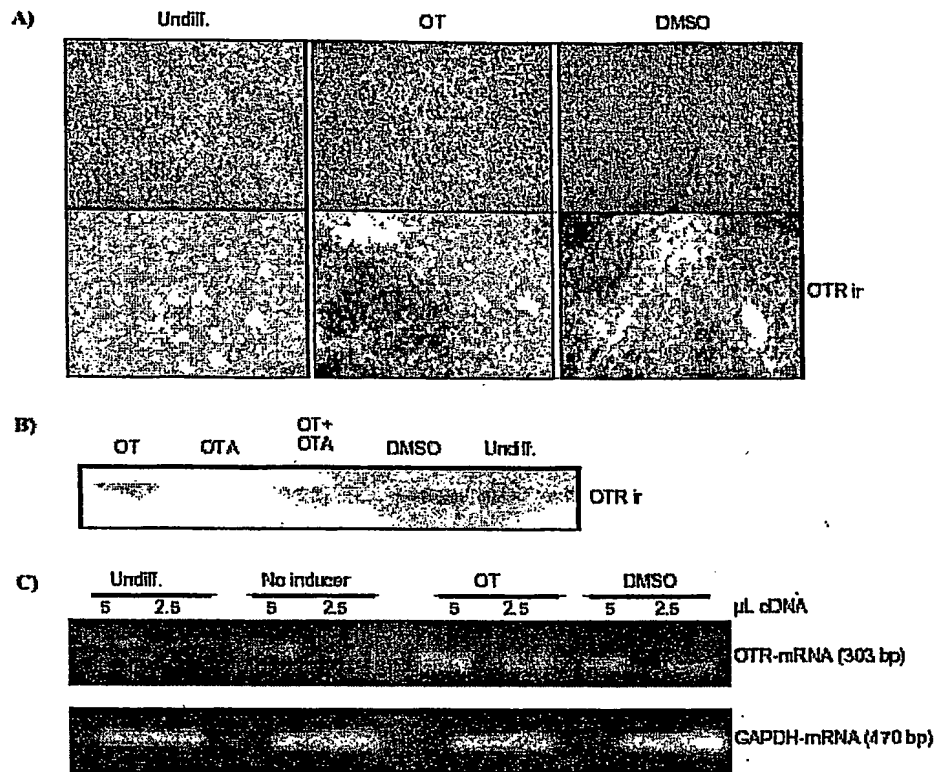 A)
Undiff. OT DMSO
OTR ir
B)
OT OTA OT+ OTA DMSO Undiff.
OTR ir
C)
Undiff. No inducer OT DMSO
5 2.5 5 2.5 5 2.5 5 2.5 µL cDNA
OTR-mRNA (303 bp)
GAPDH-mRNA (470 bp)